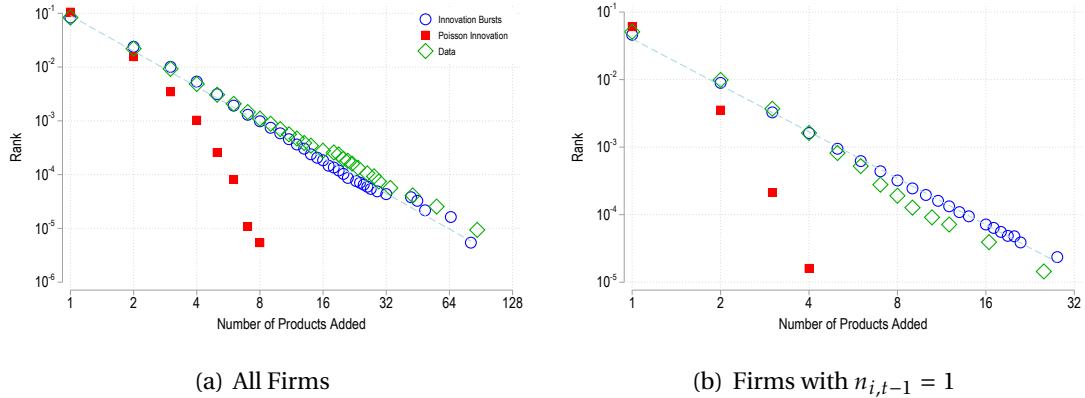 10⁻¹
10⁻²
10⁻³
10⁻⁴
10⁻⁵
10⁻⁶
Rank
1 2 4 8 16 32 64 128
Number of Products Added
Innovation Bursts
Poisson Innovation
Data
(a) All Firms
10⁻¹
10⁻²
10⁻³
10⁻⁴
10⁻⁵
Rank
1 2 4 8 16 32
Number of Products Added
(b) Firms with nᵢ,ₜ₋₁ = 1